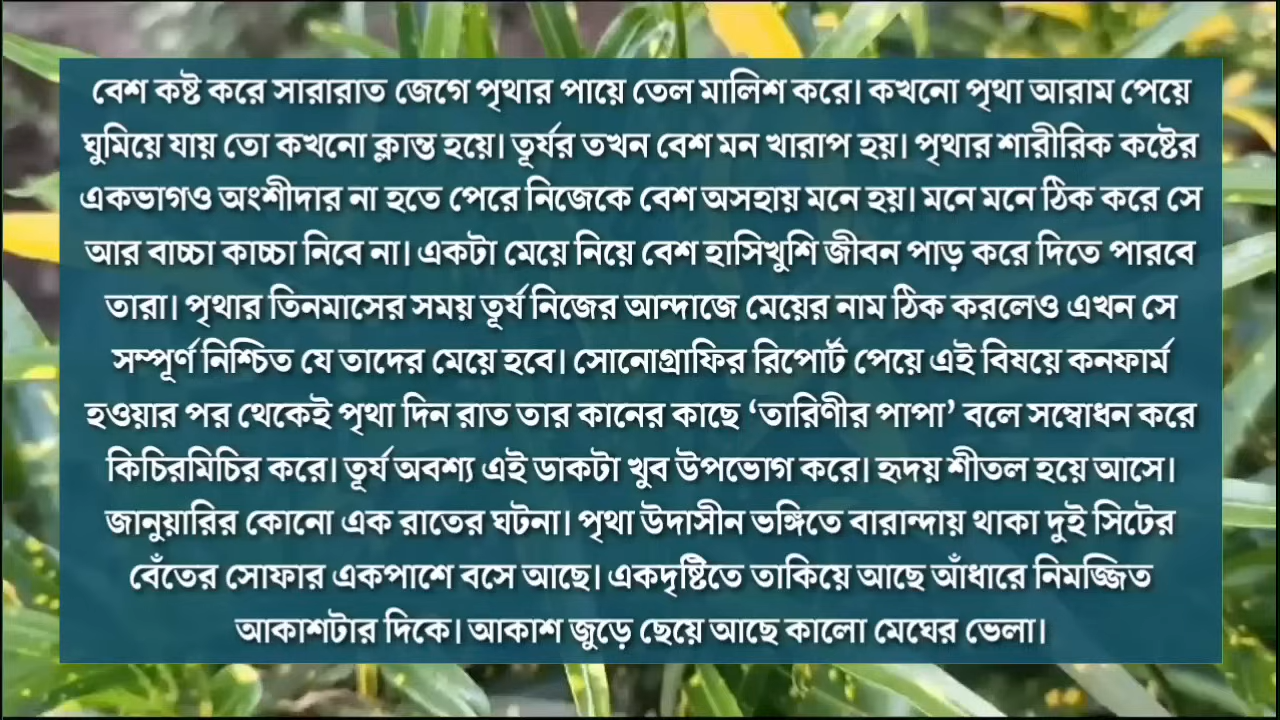 বেশ কষ্ট করে সারারাত জেগে পৃথার পায়ে তেল মালিশ করে। কখনো পৃথা আরাম পেয়ে
ঘুমিয়ে যায় তো কখনো ক্লান্ত হয়ে। তূর্যর তখন বেশ মন খারাপ হয়। পৃথার শারীরিক কষ্টের
একভাগও অংশীদার না হতে পেরে নিজেকে বেশ অসহায় মনে হয়। মনে মনে ঠিক করে সে
আর বাচ্চা কাচ্চা নিবে না। একটা মেয়ে নিয়ে বেশ হাসিখুশি জীবন পাড় করে দিতে পারবে
তারা। পৃথার তিনমাসের সময় তূর্য নিজের আন্দাজে মেয়ের নাম ঠিক করলেও এখন সে
সম্পূর্ণ নিশ্চিত যে তাদের মেয়ে হবে। সোনোগ্রাফির রিপোর্ট পেয়ে এই বিষয়ে কনফার্ম
হওয়ার পর থেকেই পৃথা দিন রাত তার কানের কাছে ‘তারিণীর পাপা’ বলে সম্বোধন করে
কিচিরমিচির করে। তূর্য অবশ্য এই ডাকটা খুব উপভোগ করে। হৃদয় শীতল হয়ে আসে।
জানুয়ারির কোনো এক রাতের ঘটনা। পৃথা উদাসীন ভঙ্গিতে বারান্দায় থাকা দুই সিটের
বেঁতের সোফার একপাশে বসে আছে। একদৃষ্টিতে তাকিয়ে আছে আঁধারে নিমজ্জিত
আকাশটার দিকে। আকাশ জুড়ে ছেয়ে আছে কালো মেঘের ভেলা।